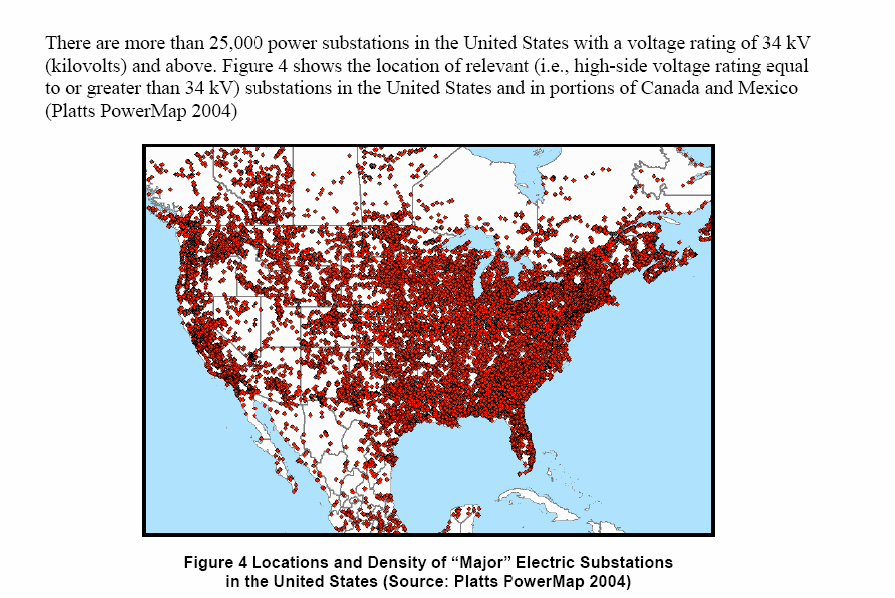 There are more than 25,000 power substations in the United States with a voltage rating of 34 kV
(kilovolts) and above. Figure 4 shows the location of relevant (i.e., high-side voltage rating equal
to or greater than 34 kV) substations in the United States and in portions of Canada and Mexico
(Platts PowerMap 2004)
Figure 4 Locations and Density of “Major” Electric Substations
in the United States (Source: Platts PowerMap 2004)